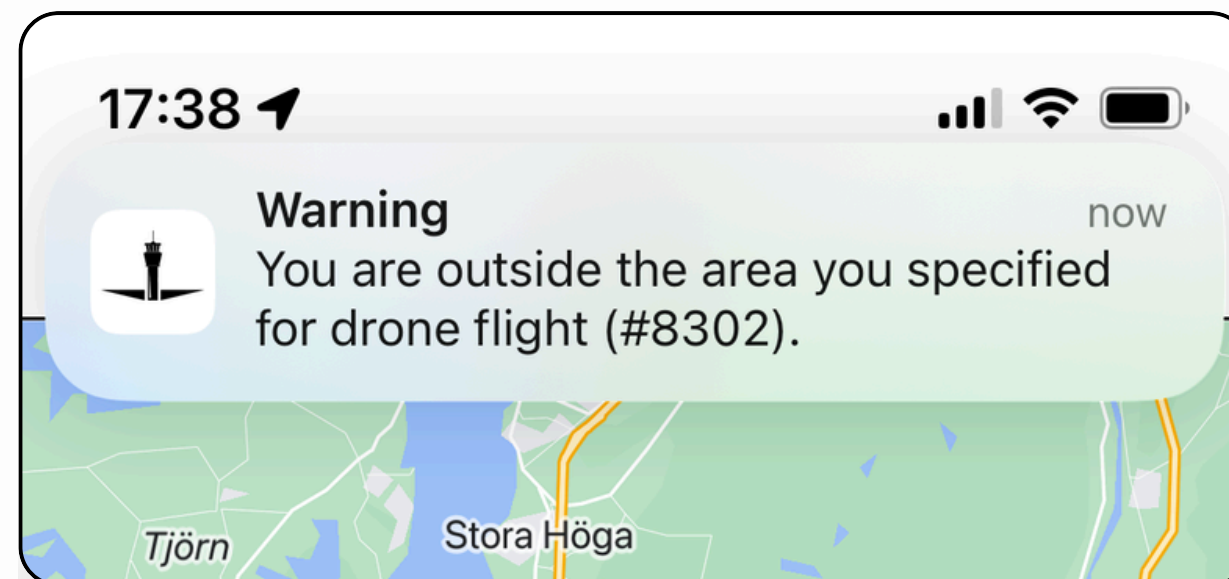 17:38
Warning
now
You are outside the area you specified
for drone flight (#8302).
Tjörn
Stora Höga